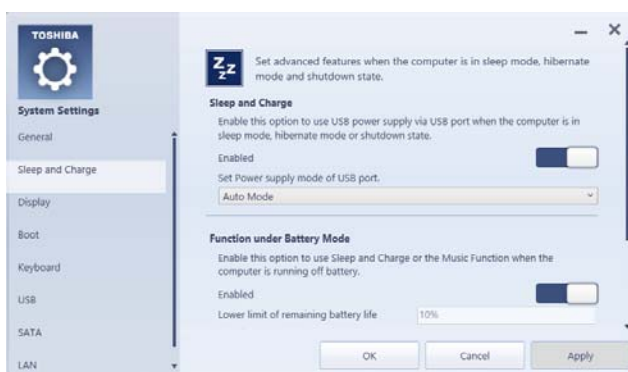 TOSHIBA
System Settings
General
Sleep and Charge
Display
Boot
Keyboard
USB
SATA
LAN
Zzz
Set advanced features when the computer is in sleep mode, hibernate
mode and shutdown state.
Sleep and Charge
Enable this option to use USB power supply via USB port when the computer is in
sleep mode, hibernate mode or shutdown state.
Enabled
Set Power supply mode of USB port.
Auto Mode
Function under Battery Mode
Enable this option to use Sleep and Charge or the Music Function when the
computer is running off battery.
Enabled
Lower limit of remaining battery life 10%
OK Cancel Apply